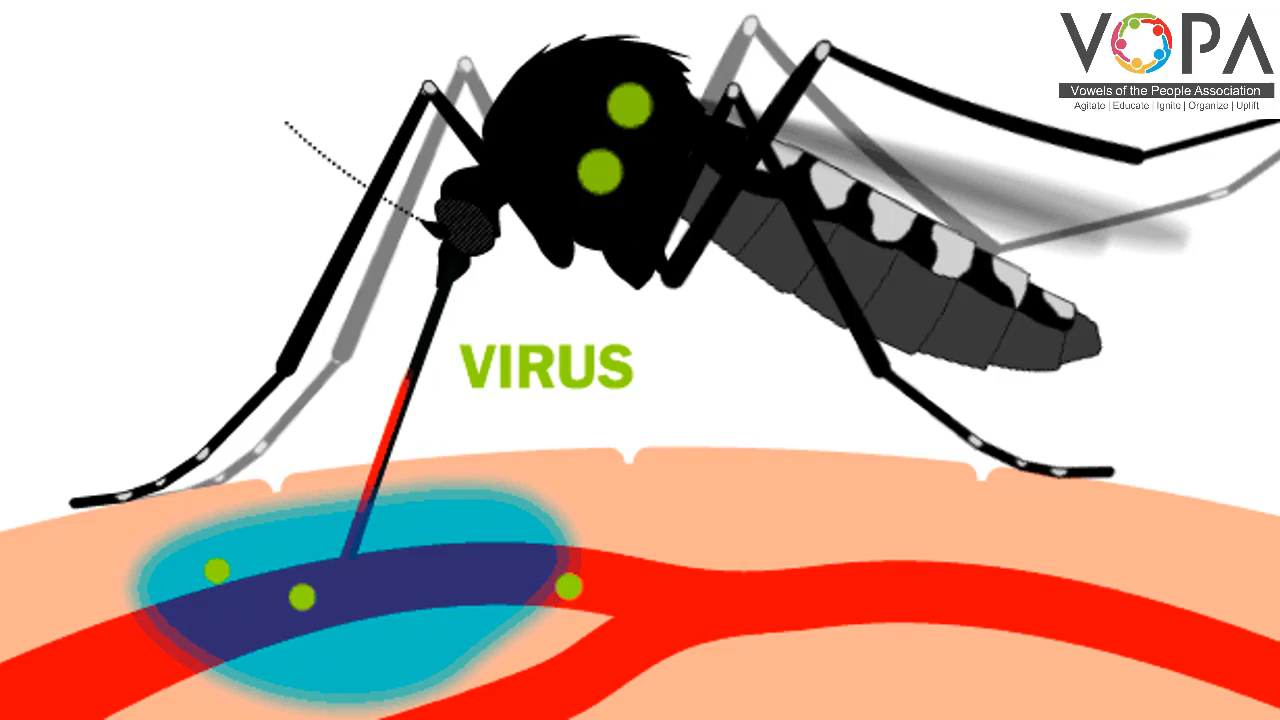 VOPA
Vowels of the People Association
Agitate | Educate | Ignite | Organize | Uplift
VIRUS